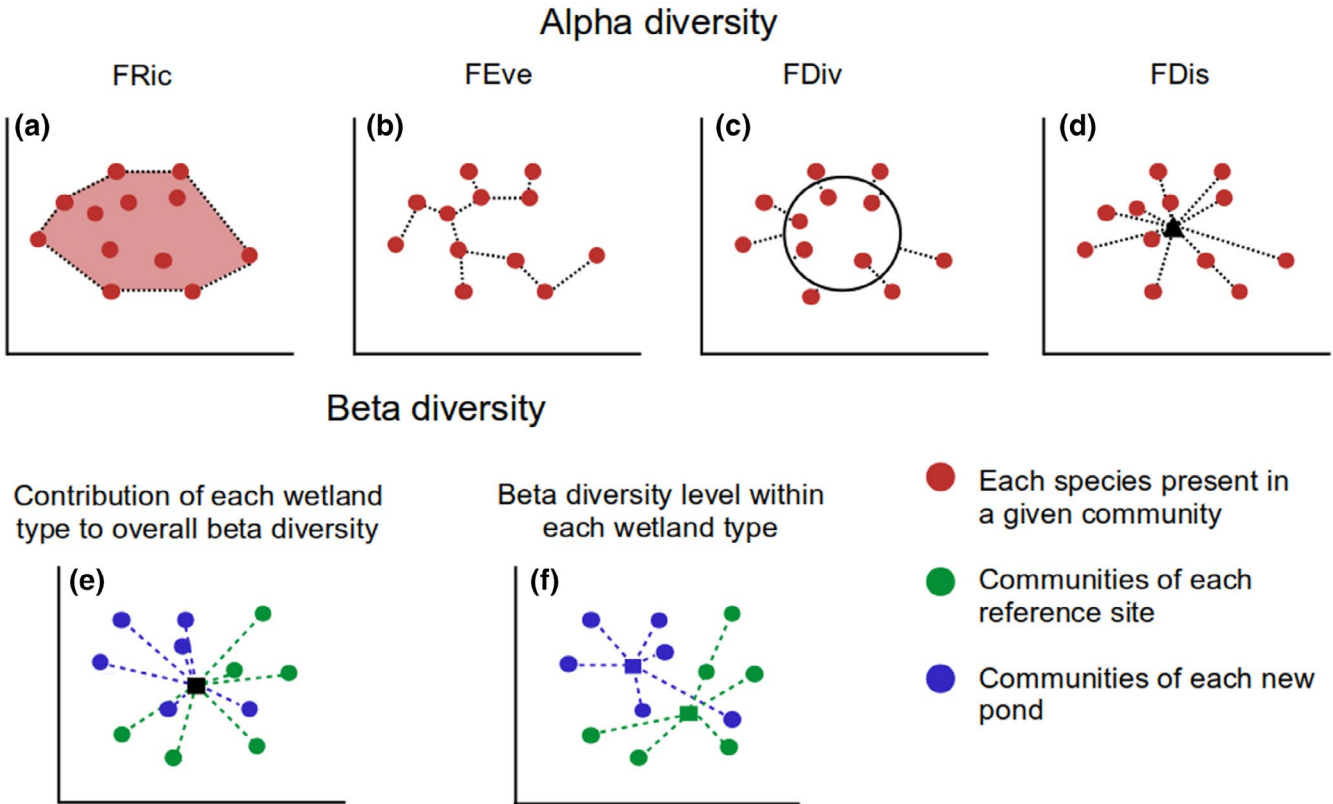 Alpha diversity
FRic
FEve
FDiv
FDis
(a)
(b)
(c)
(d)
Beta diversity
Contribution of each wetland
type to overall beta diversity
Beta diversity level within
each wetland type
(e)
(f)
Each species present in
a given community
Communities of each
reference site
Communities of each new
pond